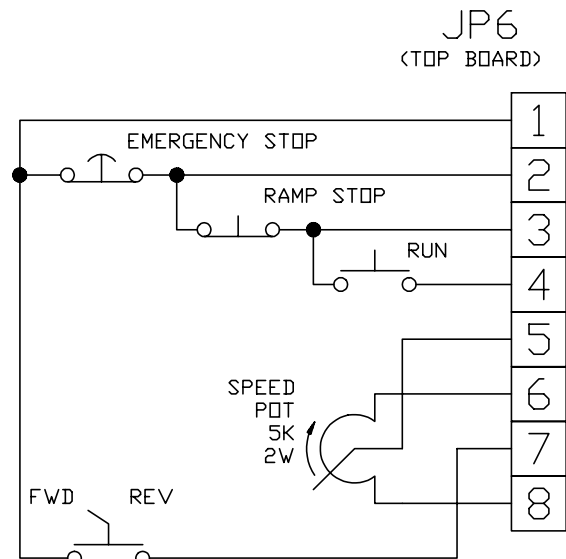 JP6
(TOP BOARD)
1
EMERGENCY STOP
2
RAMP STOP
3
RUN
4
5
SPEED
POT
5K
2W
6
7
FWD REV
8